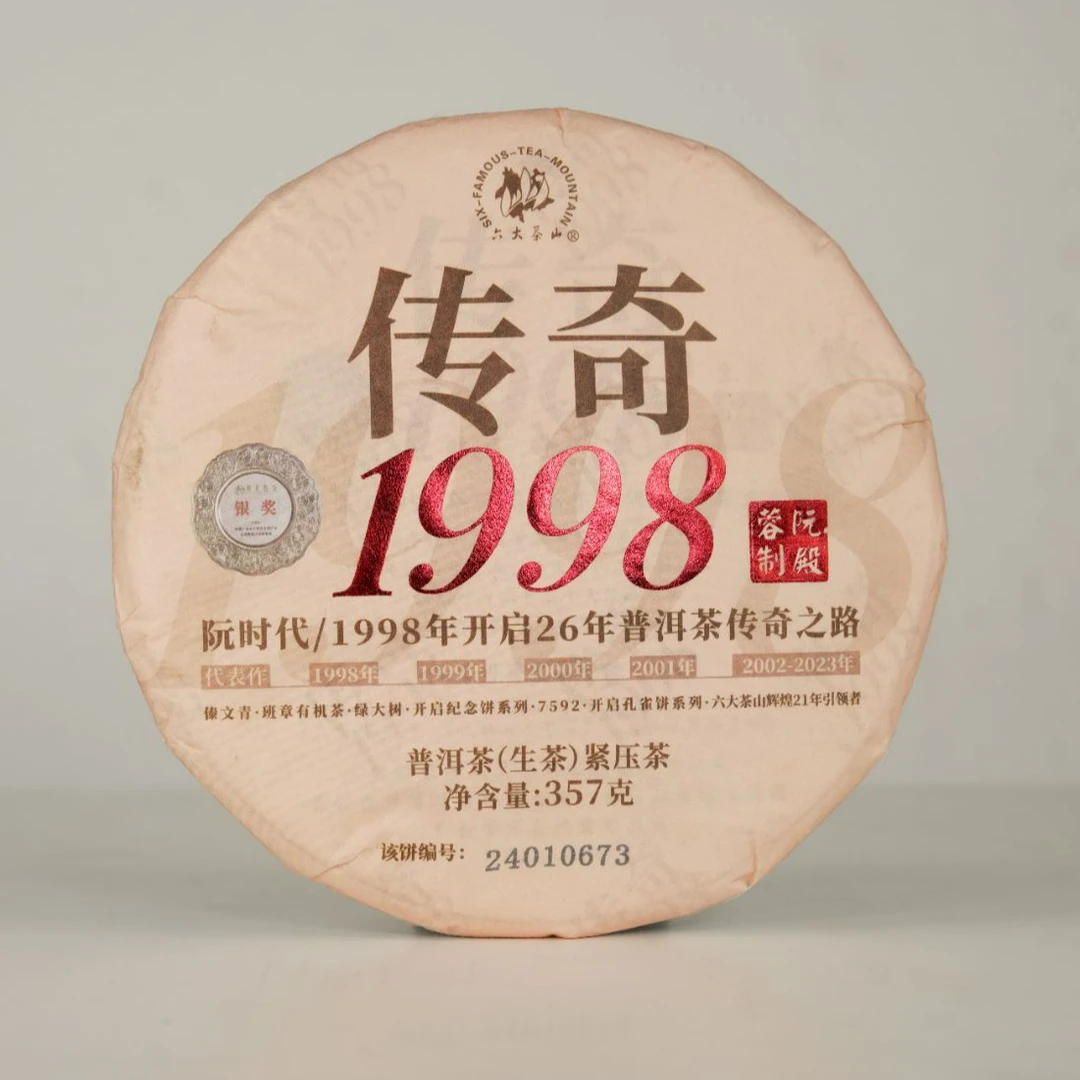 SIX-FAMOUS-TEA-MOUNTAIN
六大茶山®
传奇
1998
银奖
阮殿蓉制
阮时代/1998年开启26年普洱茶传奇之路
代表作 1998年 1999年 2000年 2001年 2002-2023年
傣文青·班章有机茶·绿大树·开启纪念饼系列·7592·开启孔雀饼系列·六大茶山辉煌21年引领者
普洱茶(生茶)紧压茶
净含量:357克
该饼编号: 24010673